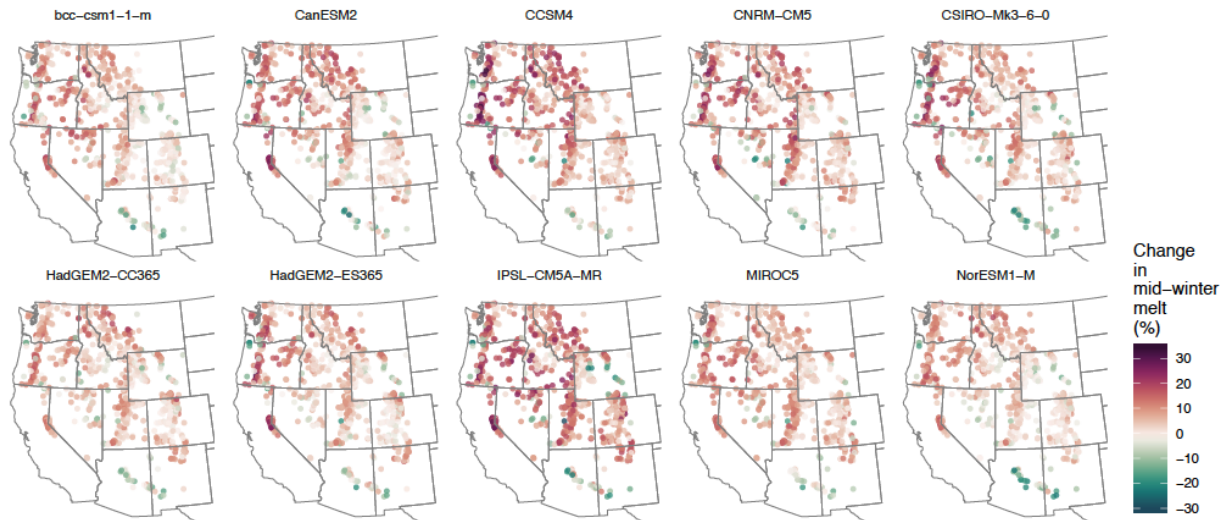 bcc−csm1−1−m
CanESM2
CCSM4
CNRM−CM5
CSIRO−Mk3−6−0
HadGEM2−CC365
HadGEM2−ES365
IPSL−CM5A−MR
MIROC5
NorESM1−M
Change
in
mid−winter
melt
(%)
30
20
10
0
−10
−20
−30